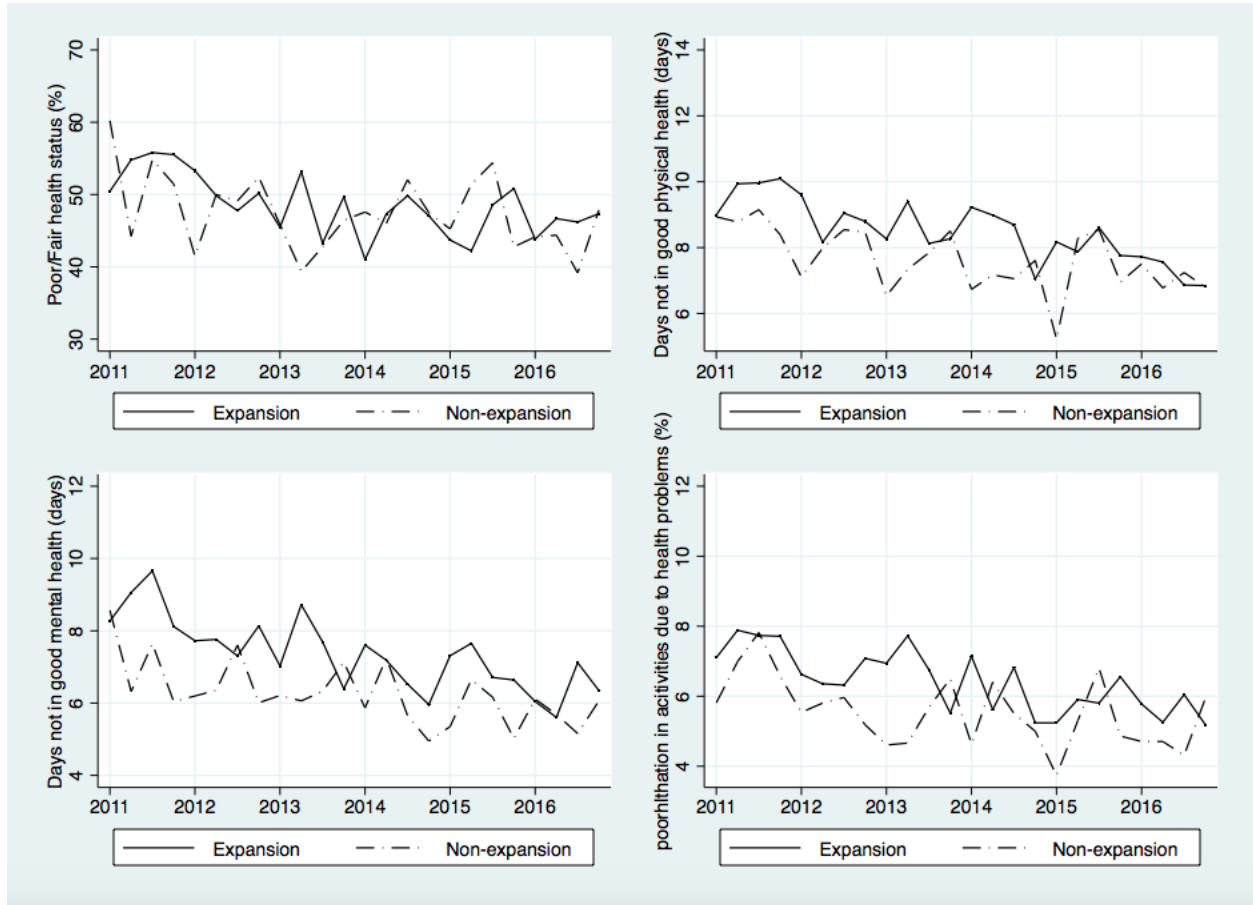 Poor/Fair health status (%)
70
60
50
40
30
2011 2012 2013 2014 2015 2016
Expansion Non-expansion
Days not in good physical health (days)
14
12
10
8
6
2011 2012 2013 2014 2015 2016
Expansion Non-expansion
Days not in good mental health (days)
12
10
8
6
4
2011 2012 2013 2014 2015 2016
Expansion Non-expansion
poorhlthation in acitivities due to health problems (%)
12
10
8
6
4
2011 2012 2013 2014 2015 2016
Expansion Non-expansion